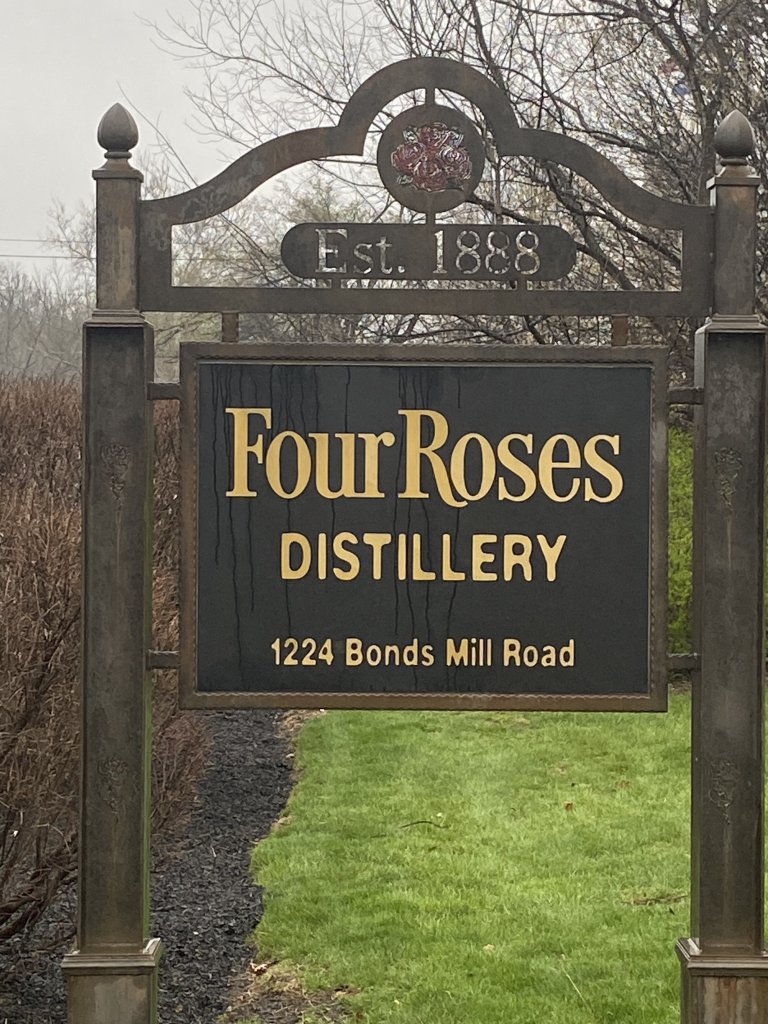 Est. 1888
Four Roses
DISTILLERY
1224 Bonds Mill Road